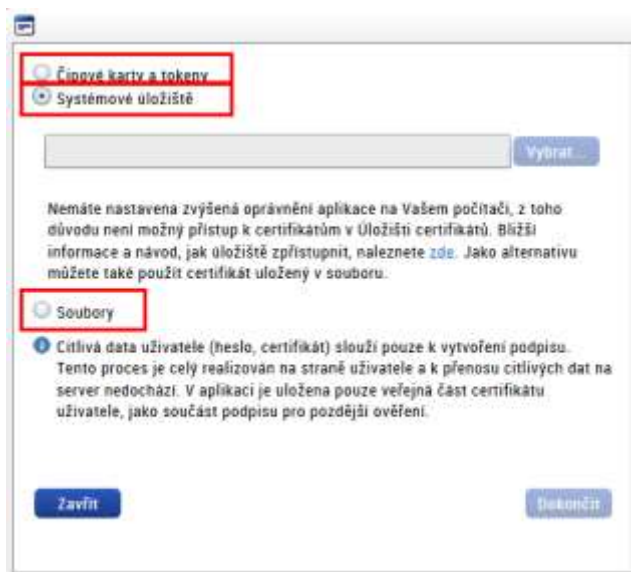 Čipové karty a tokeny
Systémové úložiště
Vybrat...
Nemáte nastavena zvýšená oprávnění aplikace na Vašem počítači, z toho
důvodu není možný přístup k certifikátům v Úložišti certifikátů. Bližší
informace a návod, jak úložiště zpřístupnit, naleznete zde. Jako alternativu
můžete také použít certifikát uložený v souboru.
Soubory
Citlivá data uživatele (heslo, certifikát) slouží pouze k vytvoření podpisu.
Tento proces je celý realizován na straně uživatele a k přenosu citlivých dat na
server nedochází. V aplikaci je uložena pouze veřejná část certifikátu
uživatele, jako součást podpisu pro pozdější ověření.
Zavřít
Dokončit